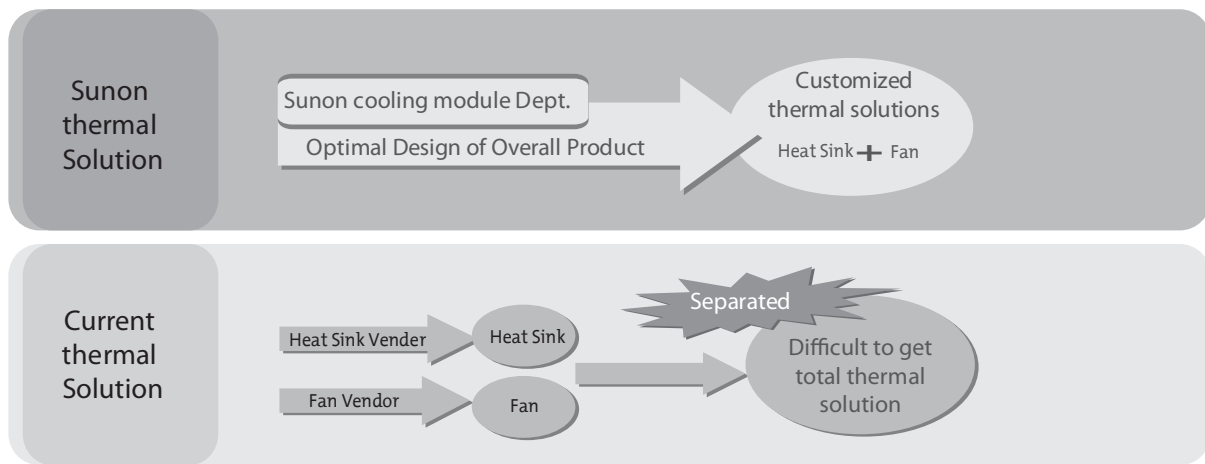 Sunon
thermal
Solution
Sunon cooling module Dept.
Optimal Design of Overall Product
Customized
thermal solutions
Heat Sink + Fan
Current
thermal
Solution
Heat Sink Vender
Heat Sink
Fan Vendor
Fan
Separated
Difficult to get
total thermal
solution